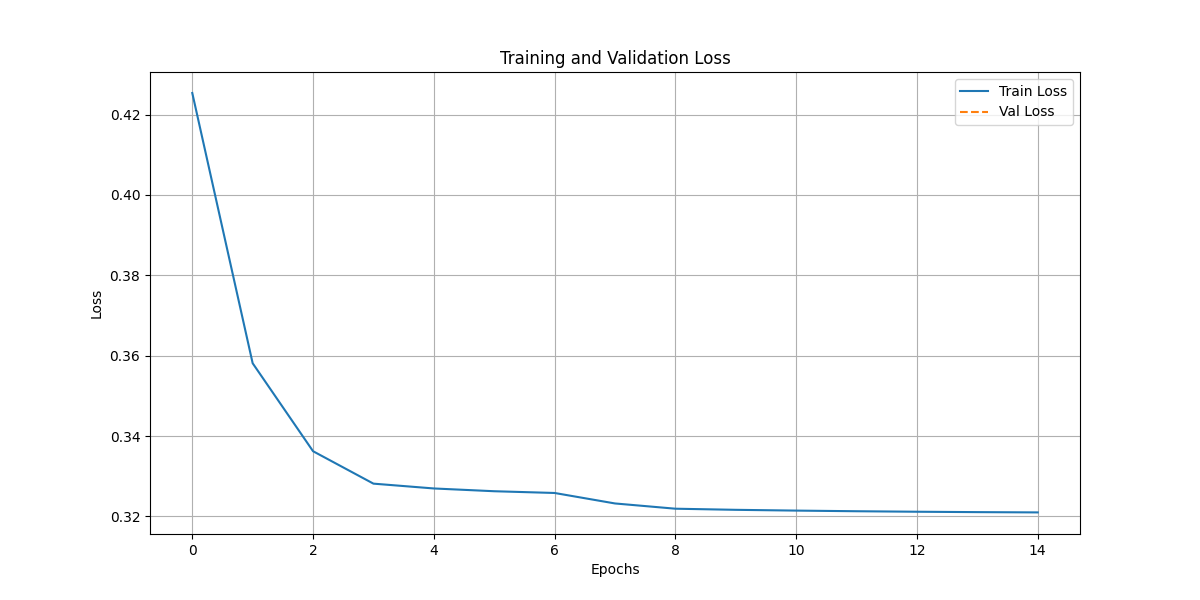 Training and Validation Loss
Train Loss
Val Loss
0.42
0.40
0.38
0.36
0.34
0.32
Loss
0 2 4 6 8 10 12 14
Epochs